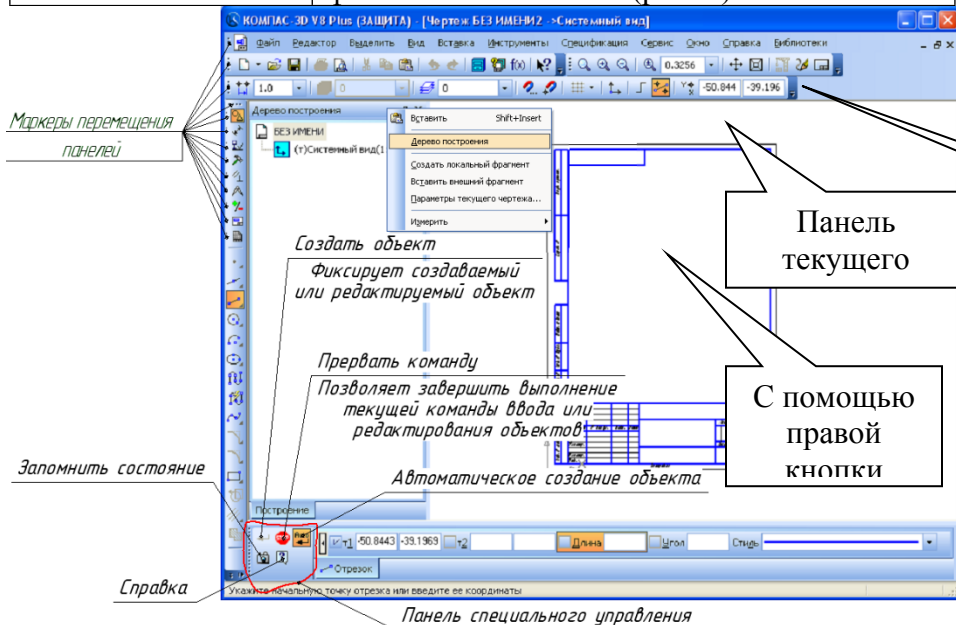 КОМПАС-3D V8 Plus (ЗАЩИТА) - [Чертеж БЕЗ ИМЕНИ2 ->Системный вид]
Файл Редактор Выделить Вид Вставка Инструменты Спецификация Сервис Окно Справка Библиотеки
0.3256
1.0 0 0 -50.844 -39.196
Маркеры перемещения
панелей
Дерево построения
БЕЗ ИМЕНИ
(т)Системный вид(1
Вставить Shift+Insert
Дерево построения
Создать локальный фрагмент
Вставить внешний фрагмент
Параметры текущего чертежа...
Измерить
Панель
текущего
Создать объект
Фиксирует создаваемый
или редактируемый объект
Прервать команду
Позволяет завершить выполнение
текущей команды ввода или
редактирования объектов
С помощью
правой
кнопки
Запомнить состояние
Автоматическое создание объекта
Построение
т1 -50.8443 -39.1969 т2 Длина Угол Стиль
Отрезок
Справка
Укажите начальную точку отрезка или введите ее координаты
Панель специального управления